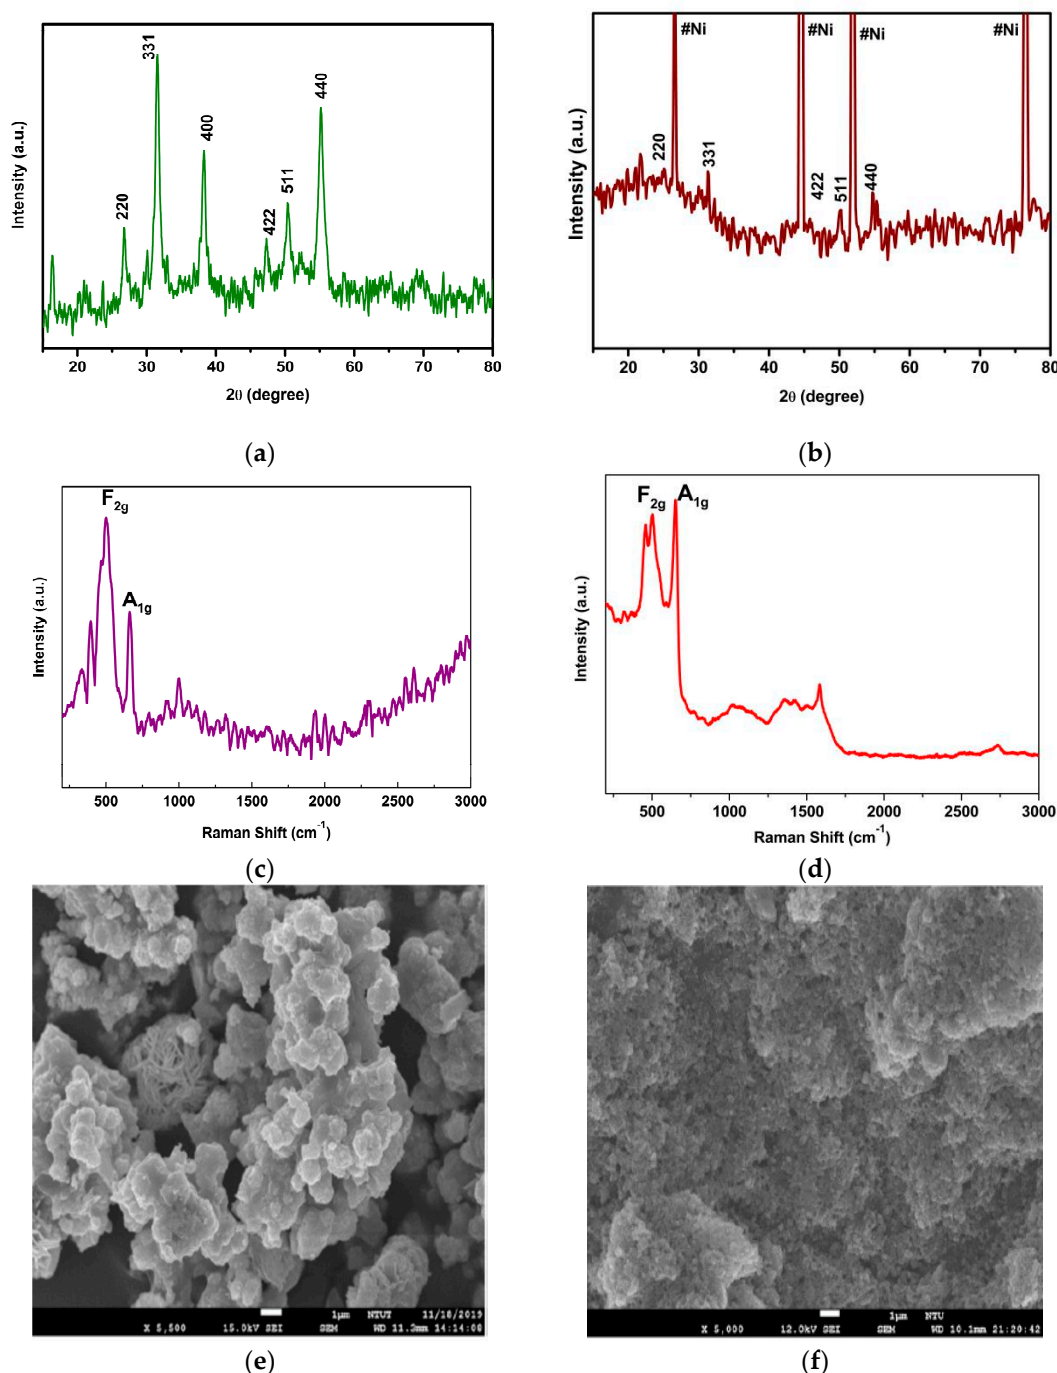 331
440
400
511
220
422
Intensity (a.u.)
20 30 40 50 60 70 80
2θ (degree)
(a)
#Ni #Ni #Ni #Ni
220 331 422 511 440
Intensity (a.u.)
20 30 40 50 60 70 80
2θ (degree)
(b)
F2g
A1g
Intensity (a.u.)
500 1000 1500 2000 2500 3000
Raman Shift (cm-1)
(c)
F2g A1g
Intensity (a.u.)
500 1000 1500 2000 2500 3000
Raman Shift (cm-1)
(d)
1µm NTUT 11/18/2019
X 5,500 15.0kV SEI SEM WD 11.3mm 14:14:08
(e)
1µm NTU
X 5,000 12.0kV SEI SEM WD 10.1mm 21:20:42
(f)